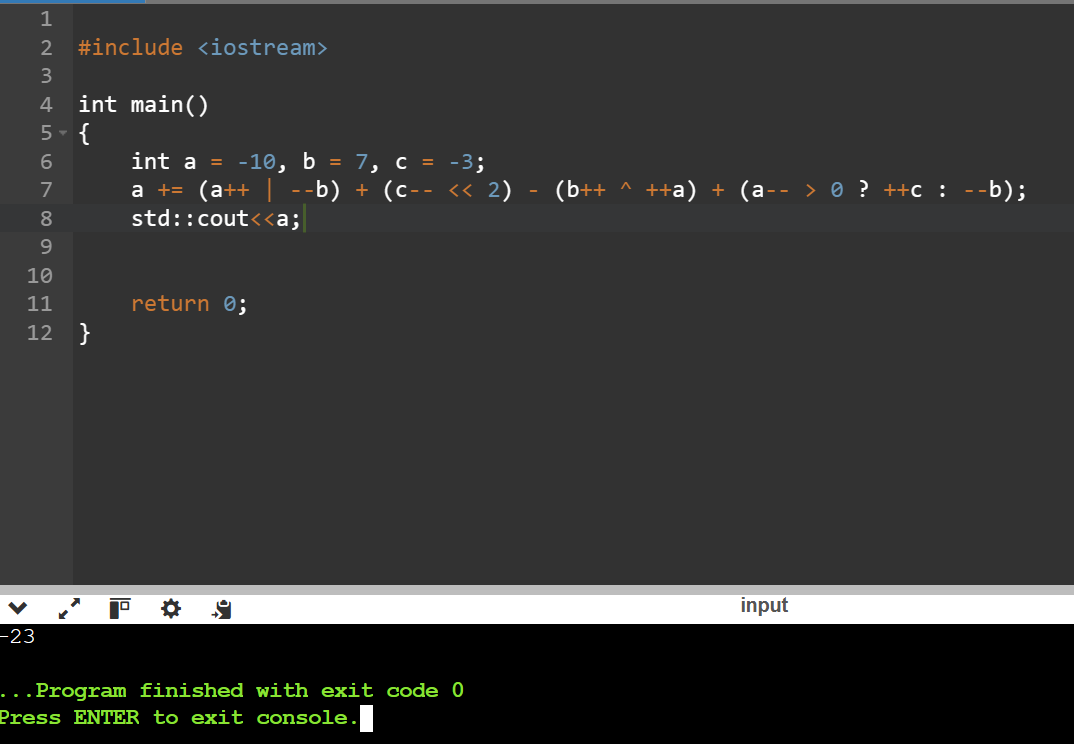 1
2 #include <iostream>
3
4 int main()
5 {
6 int a = -10, b = 7, c = -3;
7 a += (a++ | --b) + (c-- << 2) - (b++ ^ ++a) + (a-- > 0 ? ++c : --b);
8 std::cout<<a;
9
10
11 return 0;
12 }
input
-23
...Program finished with exit code 0
Press ENTER to exit console.